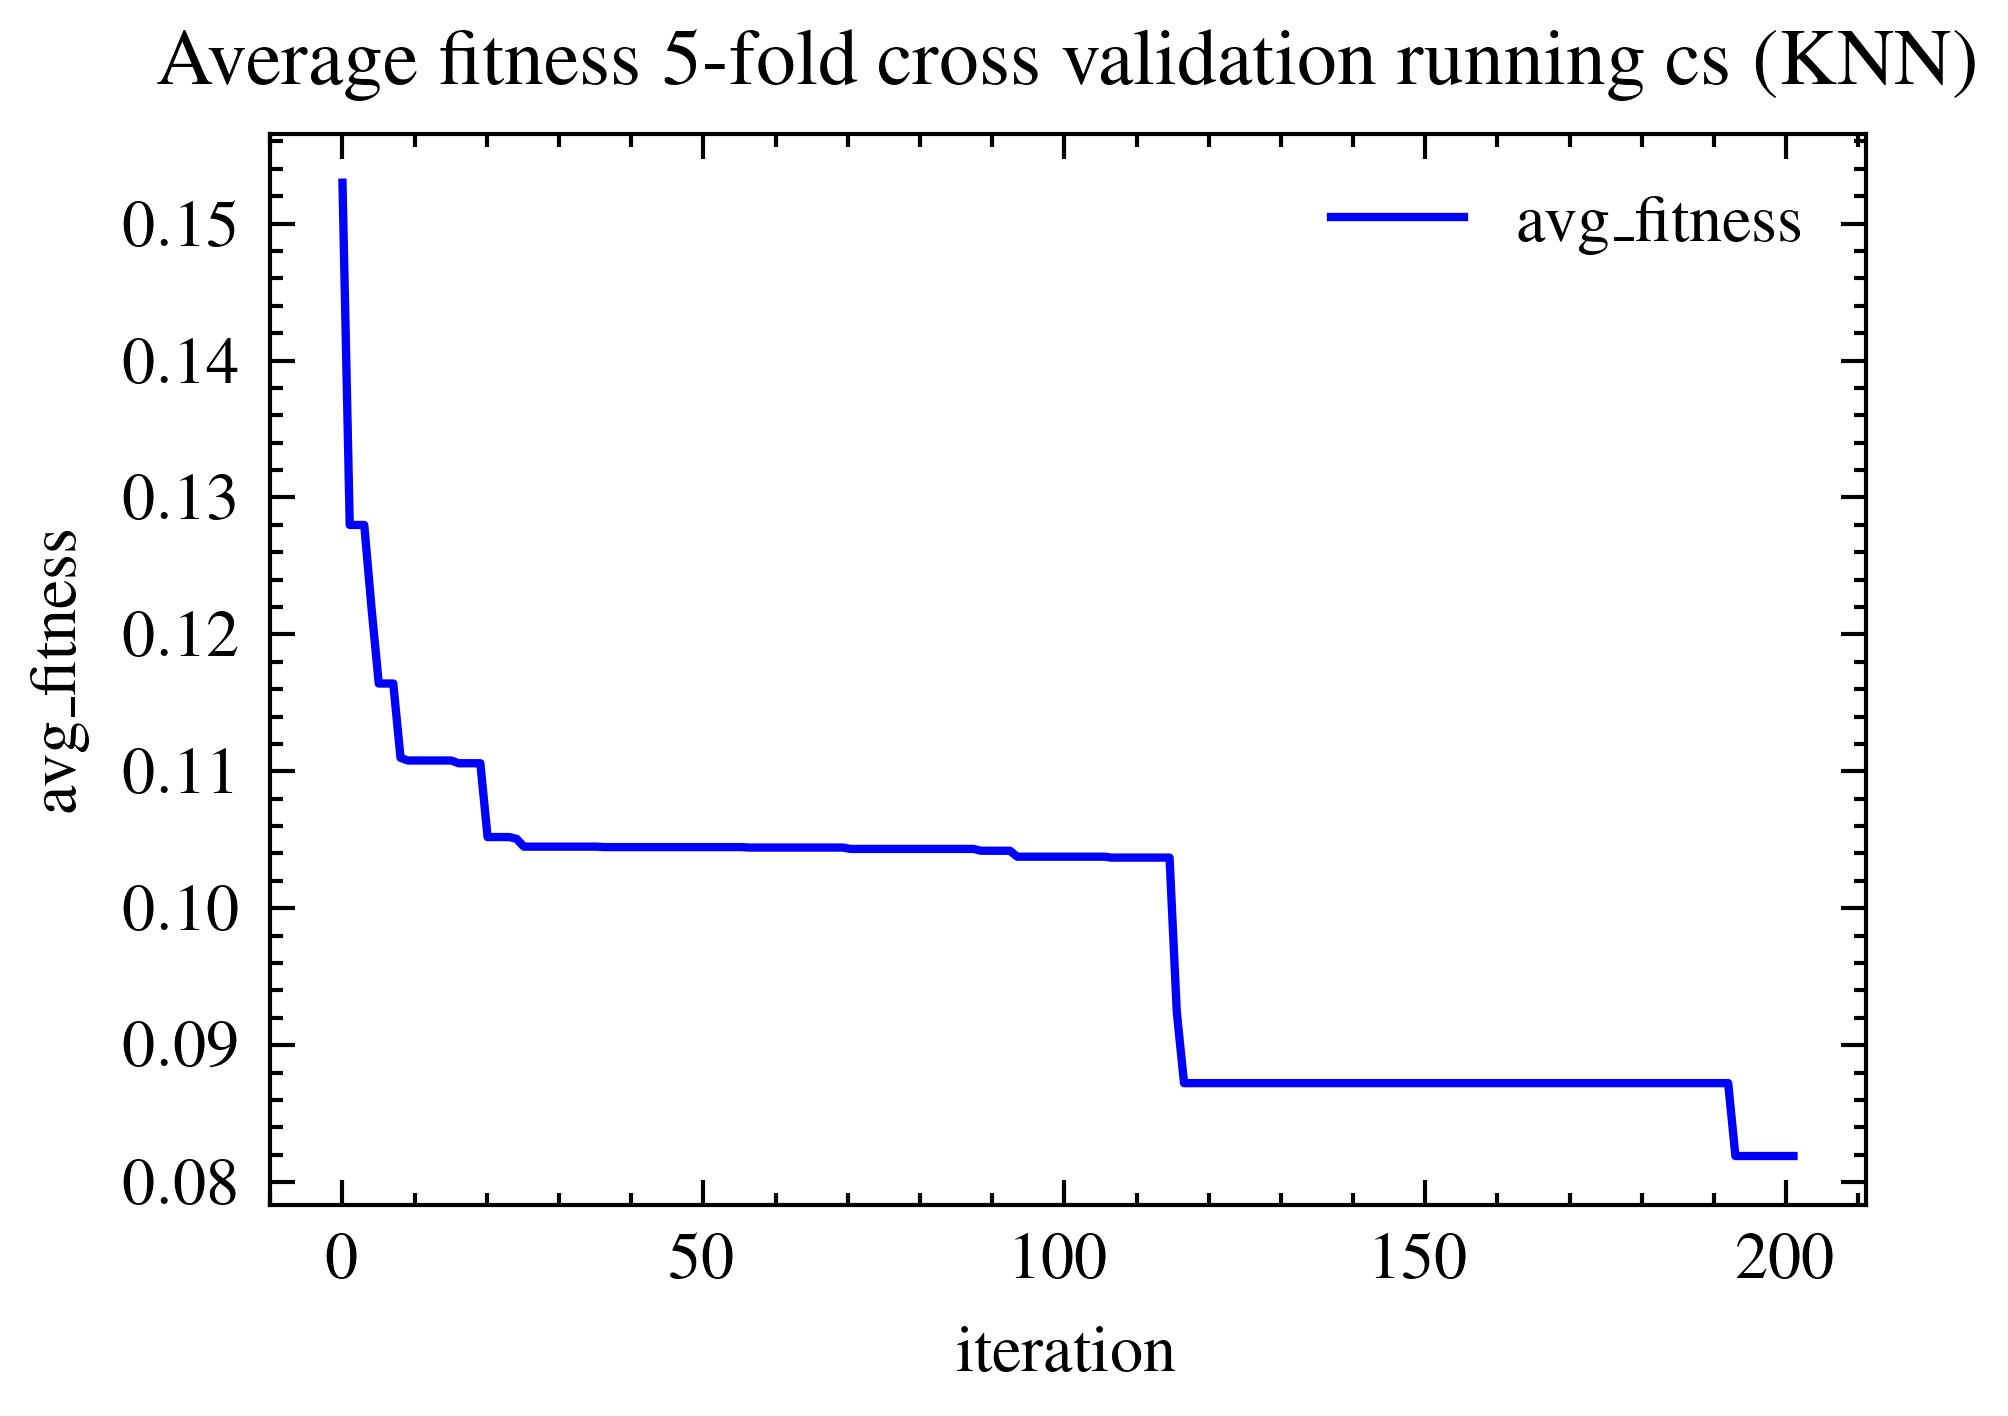 Average fitness 5-fold cross validation running cs (KNN)
avg_fitness
0.15
0.14
0.13
0.12
0.11
0.10
0.09
0.08
avg_fitness
0 50 100 150 200
iteration